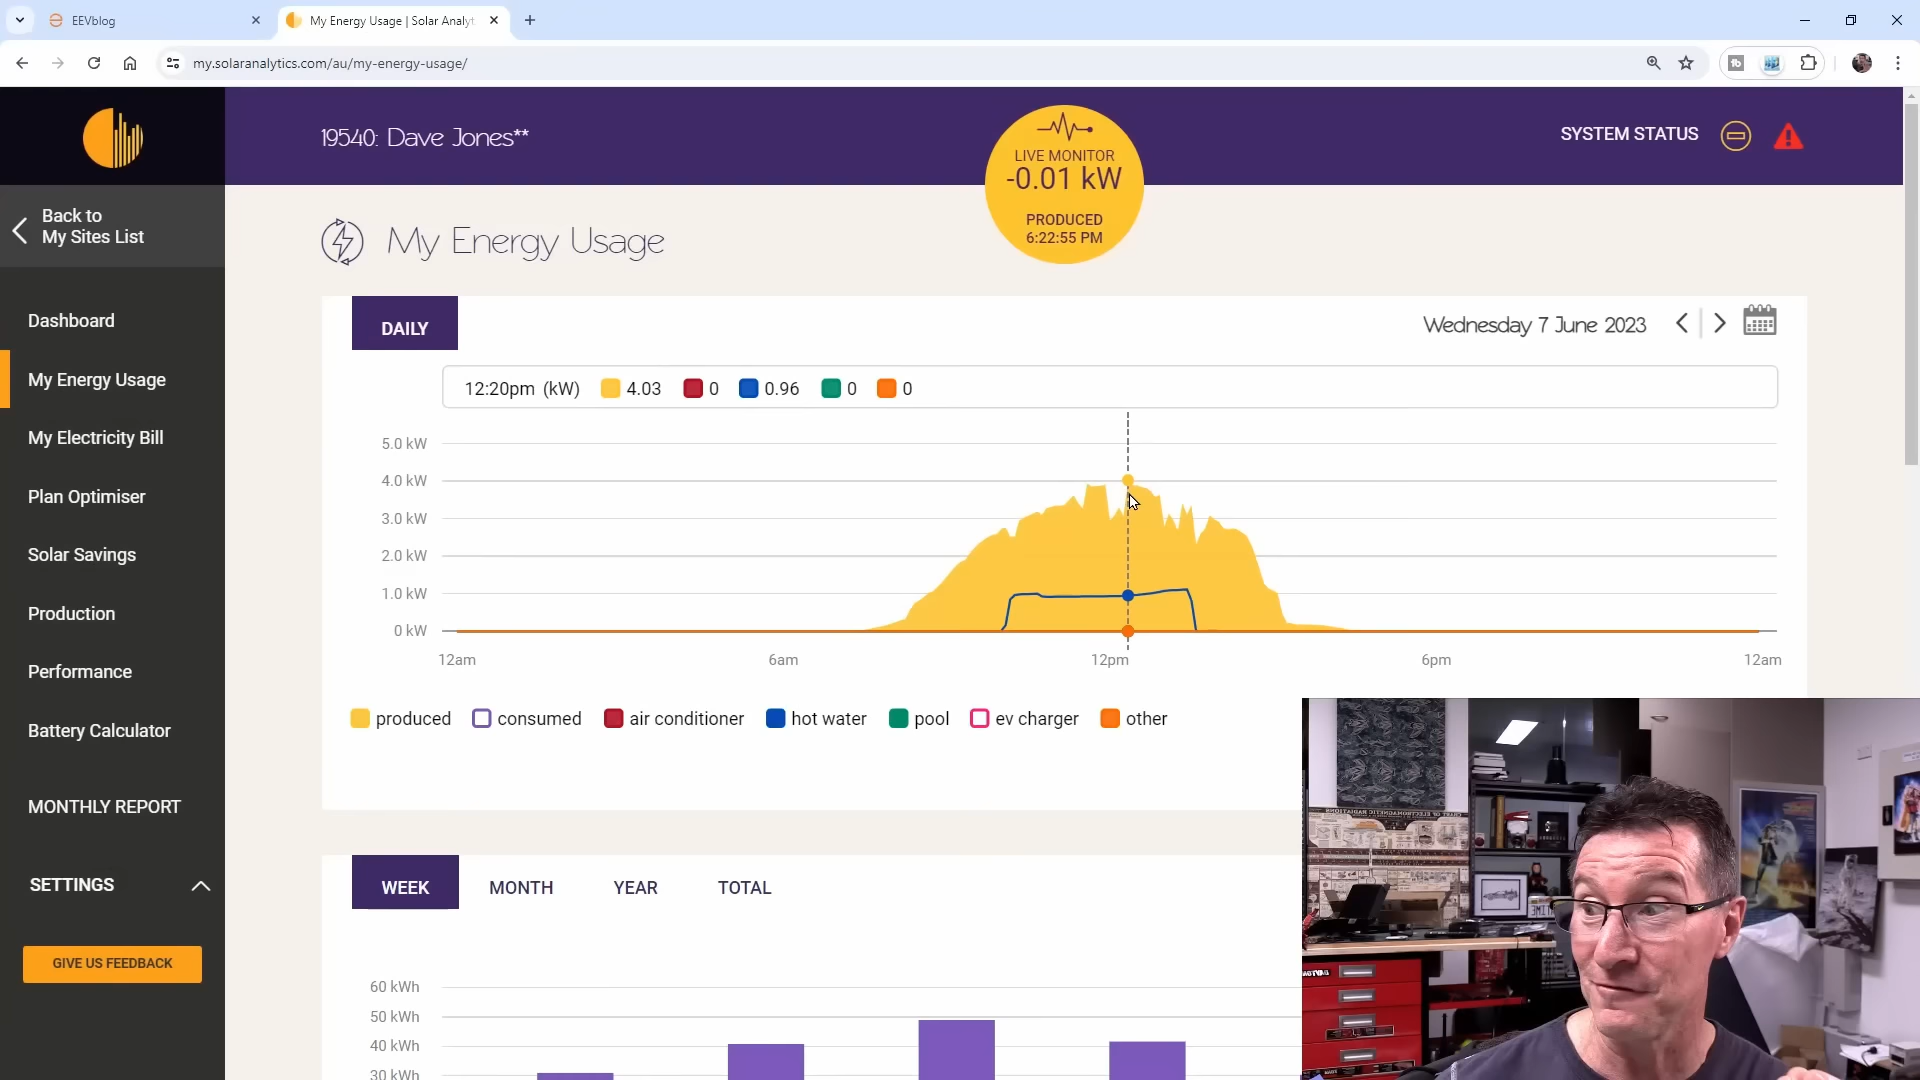 EEVblog
My Energy Usage | Solar Analyt
my.solaranalytics.com/au/my-energy-usage/
19540: Dave Jones**
LIVE MONITOR
-0.01 kW
PRODUCED
6:22:55 PM
SYSTEM STATUS
Back to
My Sites List
My Energy Usage
Dashboard
My Energy Usage
My Electricity Bill
Plan Optimiser
Solar Savings
Production
Performance
Battery Calculator
MONTHLY REPORT
SETTINGS
GIVE US FEEDBACK
DAILY
Wednesday 7 June 2023
12:20pm (kW) 4.03 0 0.96 0 0
5.0 kW
4.0 kW
3.0 kW
2.0 kW
1.0 kW
0 kW
12am 6am 12pm 6pm 12am
produced consumed air conditioner hot water pool ev charger other
WEEK MONTH YEAR TOTAL
60 kWh
50 kWh
40 kWh
30 kWh